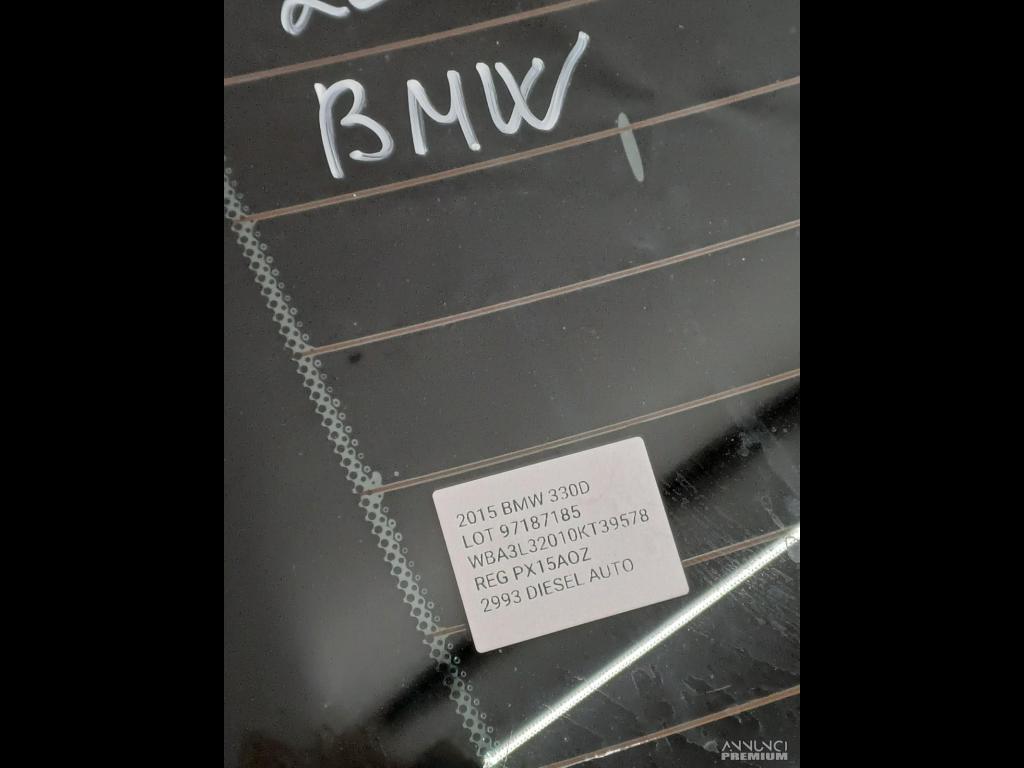 BMW
2015 BMW 330D
LOT 97187185
WBA3L32010KT39578
REG PX15AOZ
2993 DIESEL AUTO
ANNUNCI
PREMIUM